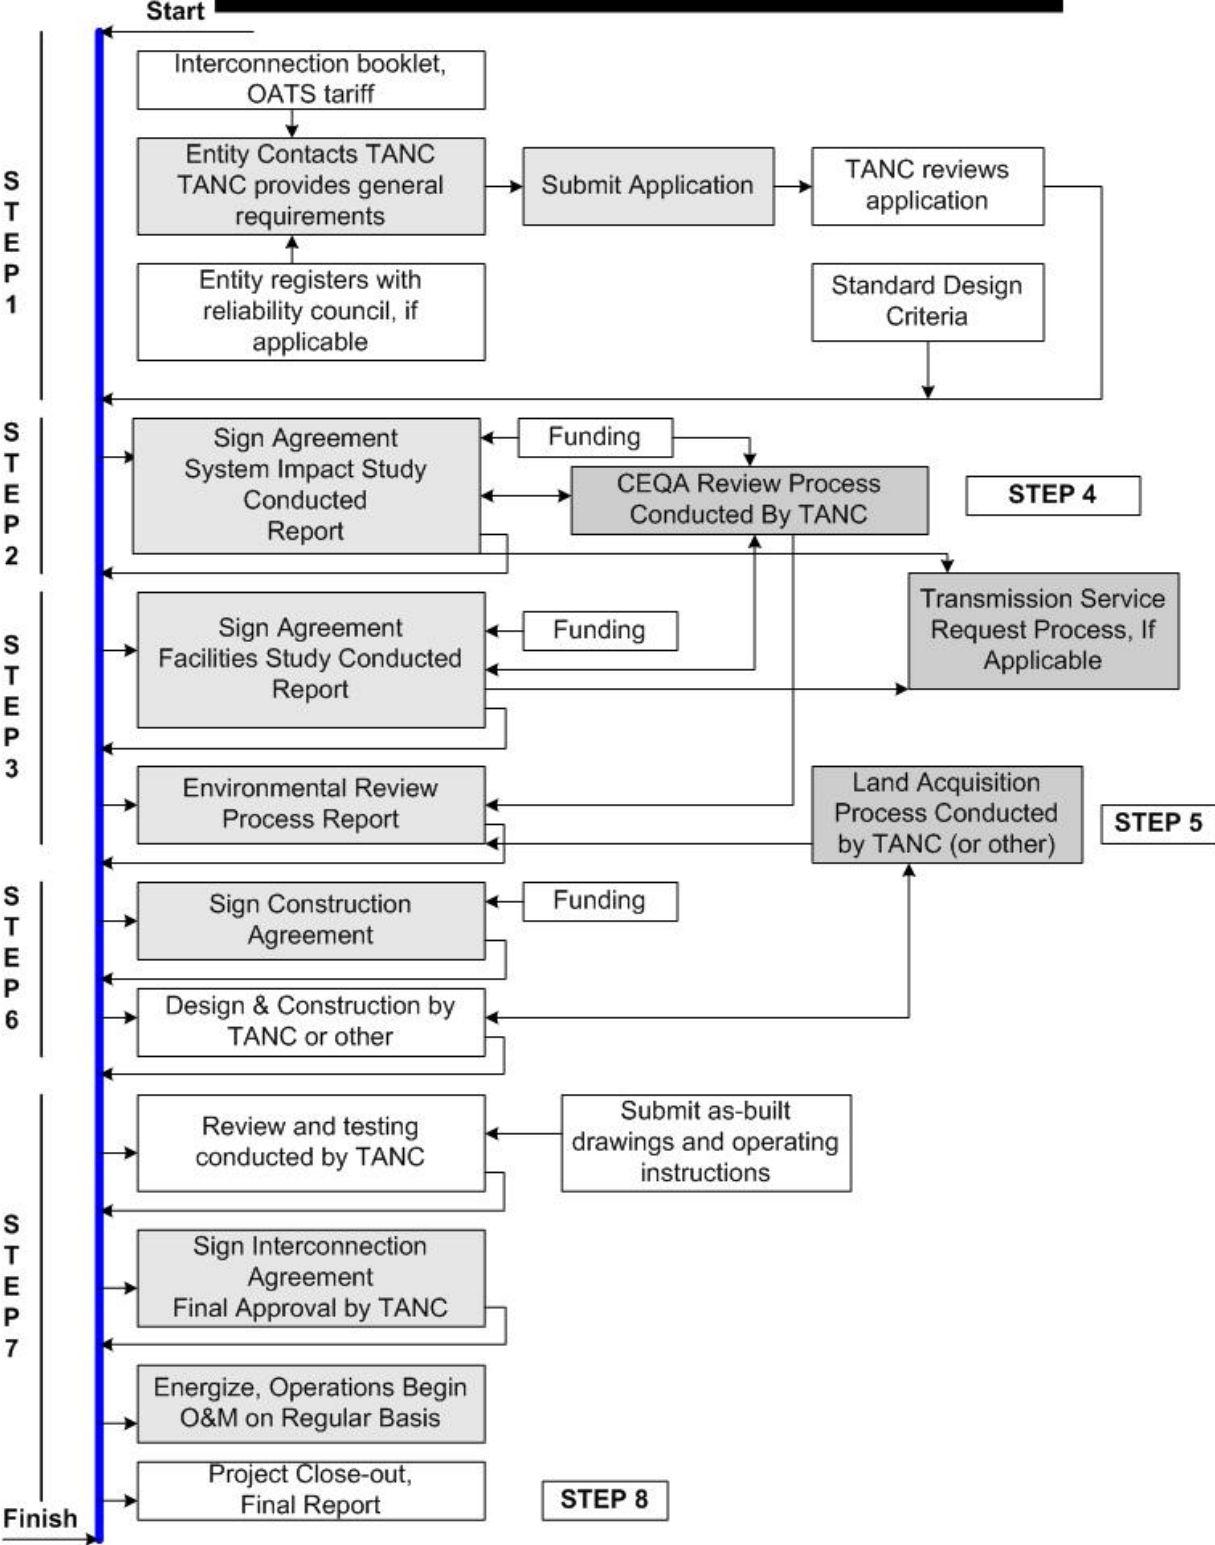 Start
Interconnection booklet,
OATS tariff
STEP 1
Entity Contacts TANC
TANC provides general
requirements
Submit Application
TANC reviews
application
Entity registers with
reliability council, if
applicable
Standard Design
Criteria
STEP 2
Sign Agreement
System Impact Study
Conducted
Report
Funding
CEQA Review Process
Conducted By TANC
STEP 4
Transmission Service
Request Process, If
Applicable
STEP 3
Sign Agreement
Facilities Study Conducted
Report
Funding
Environmental Review
Process Report
Land Acquisition
Process Conducted
by TANC (or other)
STEP 5
STEP 6
Sign Construction
Agreement
Funding
Design & Construction by
TANC or other
STEP 7
Review and testing
conducted by TANC
Submit as-built
drawings and operating
instructions
Sign Interconnection
Agreement
Final Approval by TANC
Energize, Operations Begin
O&M on Regular Basis
Project Close-out,
Final Report
STEP 8
Finish